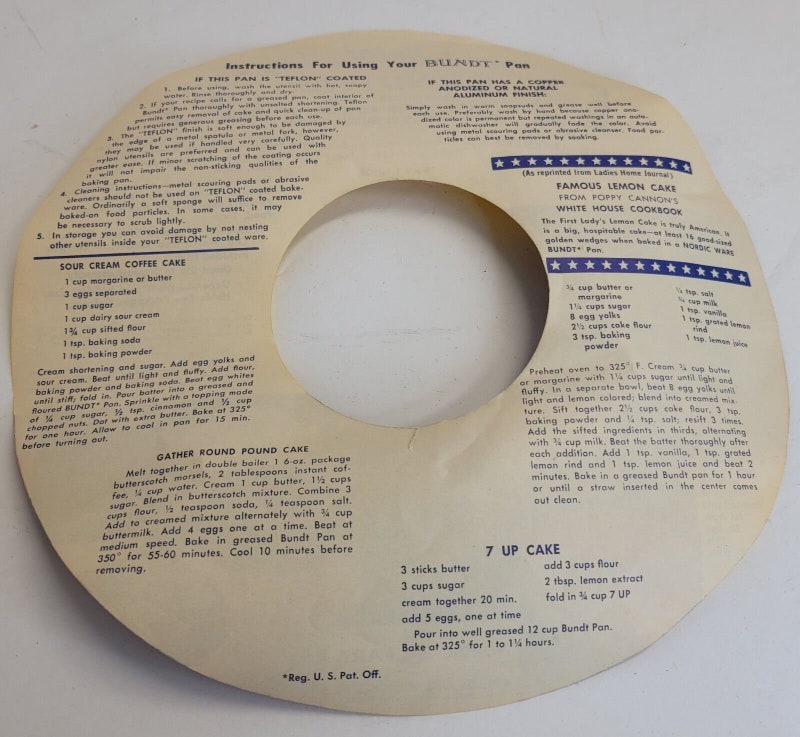 Instructions For Using Your BUNDT* Pan
IF THIS PAN IS "TEFLON" COATED
1. Before using, wash the utensil with hot, soapy
water. Rinse thoroughly and dry.
2. If your recipe calls for a greased pan, coat interior of
Bundt* Pan thoroughly with unsalted shortening. Teflon
permits easy removal of cake and quick clean-up of pan
but requires generous greasing before each use.
3. The "TEFLON" finish is soft enough to be damaged by
the edge of a metal spatula or metal fork, however,
they may be used if handled very carefully. Quality
nylon utensils are preferred and can be used with
greater ease. If minor scratching of the coating occurs
it will not impair the non-sticking qualities of the
baking pan.
4. Cleaning instructions—metal scouring pads or abrasive
cleaners should not be used on "TEFLON" coated bake-
ware. Ordinarily a soft sponge will suffice to remove
baked-on food particles. In some cases, it may
be necessary to scrub lightly.
5. In storage you can avoid damage by not nesting
other utensils inside your "TEFLON" coated ware.
SOUR CREAM COFFEE CAKE
1 cup margarine or butter
3 eggs separated
1 cup sugar
1 cup dairy sour cream
1¾ cup sifted flour
1 tsp. baking soda
1 tsp. baking powder
Cream shortening and sugar. Add egg yolks and
sour cream. Beat until light and fluffy. Add flour,
baking powder and baking soda. Beat egg whites
until stiff, fold in. Pour batter into a greased and
floured BUNDT* Pan. Sprinkle with a topping made
of ¼ cup sugar, ½ tsp. cinnamon and ½ cup
chopped nuts. Dot with extra butter. Bake at 325°
for one hour. Allow to cool in pan for 15 min.
before turning out.
GATHER ROUND POUND CAKE
Melt together in double boiler 1 6-oz. package
butterscotch morsels, 2 tablespoons instant cof-
fee, ¼ cup water. Cream 1 cup butter, 1½ cups
sugar. Blend in butterscotch mixture. Combine 3
cups flour, ½ teaspoon soda, ¼ teaspoon salt.
Add to creamed mixture alternately with ¾ cup
buttermilk. Add 4 eggs one at a time. Beat at
medium speed. Bake in greased Bundt Pan at
350° for 55-60 minutes. Cool 10 minutes before
removing.
*Reg. U. S. Pat. Off.
IF THIS PAN HAS A COPPER
ANODIZED OR NATURAL
ALUMINUM FINISH:
Simply wash in warm soapsuds and grease well before
each use. Preferably wash by hand because copper ano-
dized color is permanent but repeated washings in an auto-
matic dishwasher will gradually fade the color. Avoid
using metal scouring pads or abrasive cleanser. Food par-
ticles can best be removed by soaking.
(As reprinted from Ladies Home Journal)
FAMOUS LEMON CAKE
FROM POPPY CANNON'S
WHITE HOUSE COOKBOOK
The First Lady's Lemon Cake is truly American. It
is a big, hospitable cake—at least 16 good-sized
golden wedges when baked in a NORDIC WARE
BUNDT* Pan.
¾ cup butter or
margarine
1¼ cups sugar
8 egg yolks
2½ cups cake flour
3 tsp. baking
powder
¼ tsp. salt
¾ cup milk
1 tsp. vanilla
1 tsp. grated lemon
rind
1 tsp. lemon juice
Preheat oven to 325° F. Cream ¾ cup butter
or margarine with 1¼ cups sugar until light and
fluffy. In a separate bowl, beat 8 egg yolks until
light and lemon colored; blend into creamed mix-
ture. Sift together 2½ cups cake flour, 3 tsp.
baking powder and ¼ tsp. salt; resift 3 times.
Add the sifted ingredients in thirds, alternating
with ¾ cup milk. Beat the batter thoroughly after
each addition. Add 1 tsp. vanilla, 1 tsp. grated
lemon rind and 1 tsp. lemon juice and beat 2
minutes. Bake in a greased Bundt pan for 1 hour
or until a straw inserted in the center comes
out clean.
7 UP CAKE
3 sticks butter
3 cups sugar
cream together 20 min.
add 5 eggs, one at a time
add 3 cups flour
2 tbsp. lemon extract
fold in ¾ cup 7 UP
Pour into well greased 12 cup Bundt Pan.
Bake at 325° for 1 to 1¼ hours.